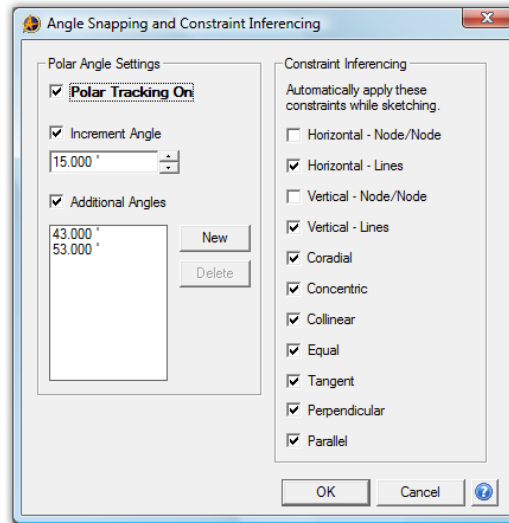 Angle Snapping and Constraint Inferencing
Polar Angle Settings
Polar Tracking On
Increment Angle
15.000 °
Additional Angles
43.000 °
53.000 °
New
Delete
Constraint Inferencing
Automatically apply these
constraints while sketching.
Horizontal - Node/Node
Horizontal - Lines
Vertical - Node/Node
Vertical - Lines
Coradial
Concentric
Collinear
Equal
Tangent
Perpendicular
Parallel
OK
Cancel
?